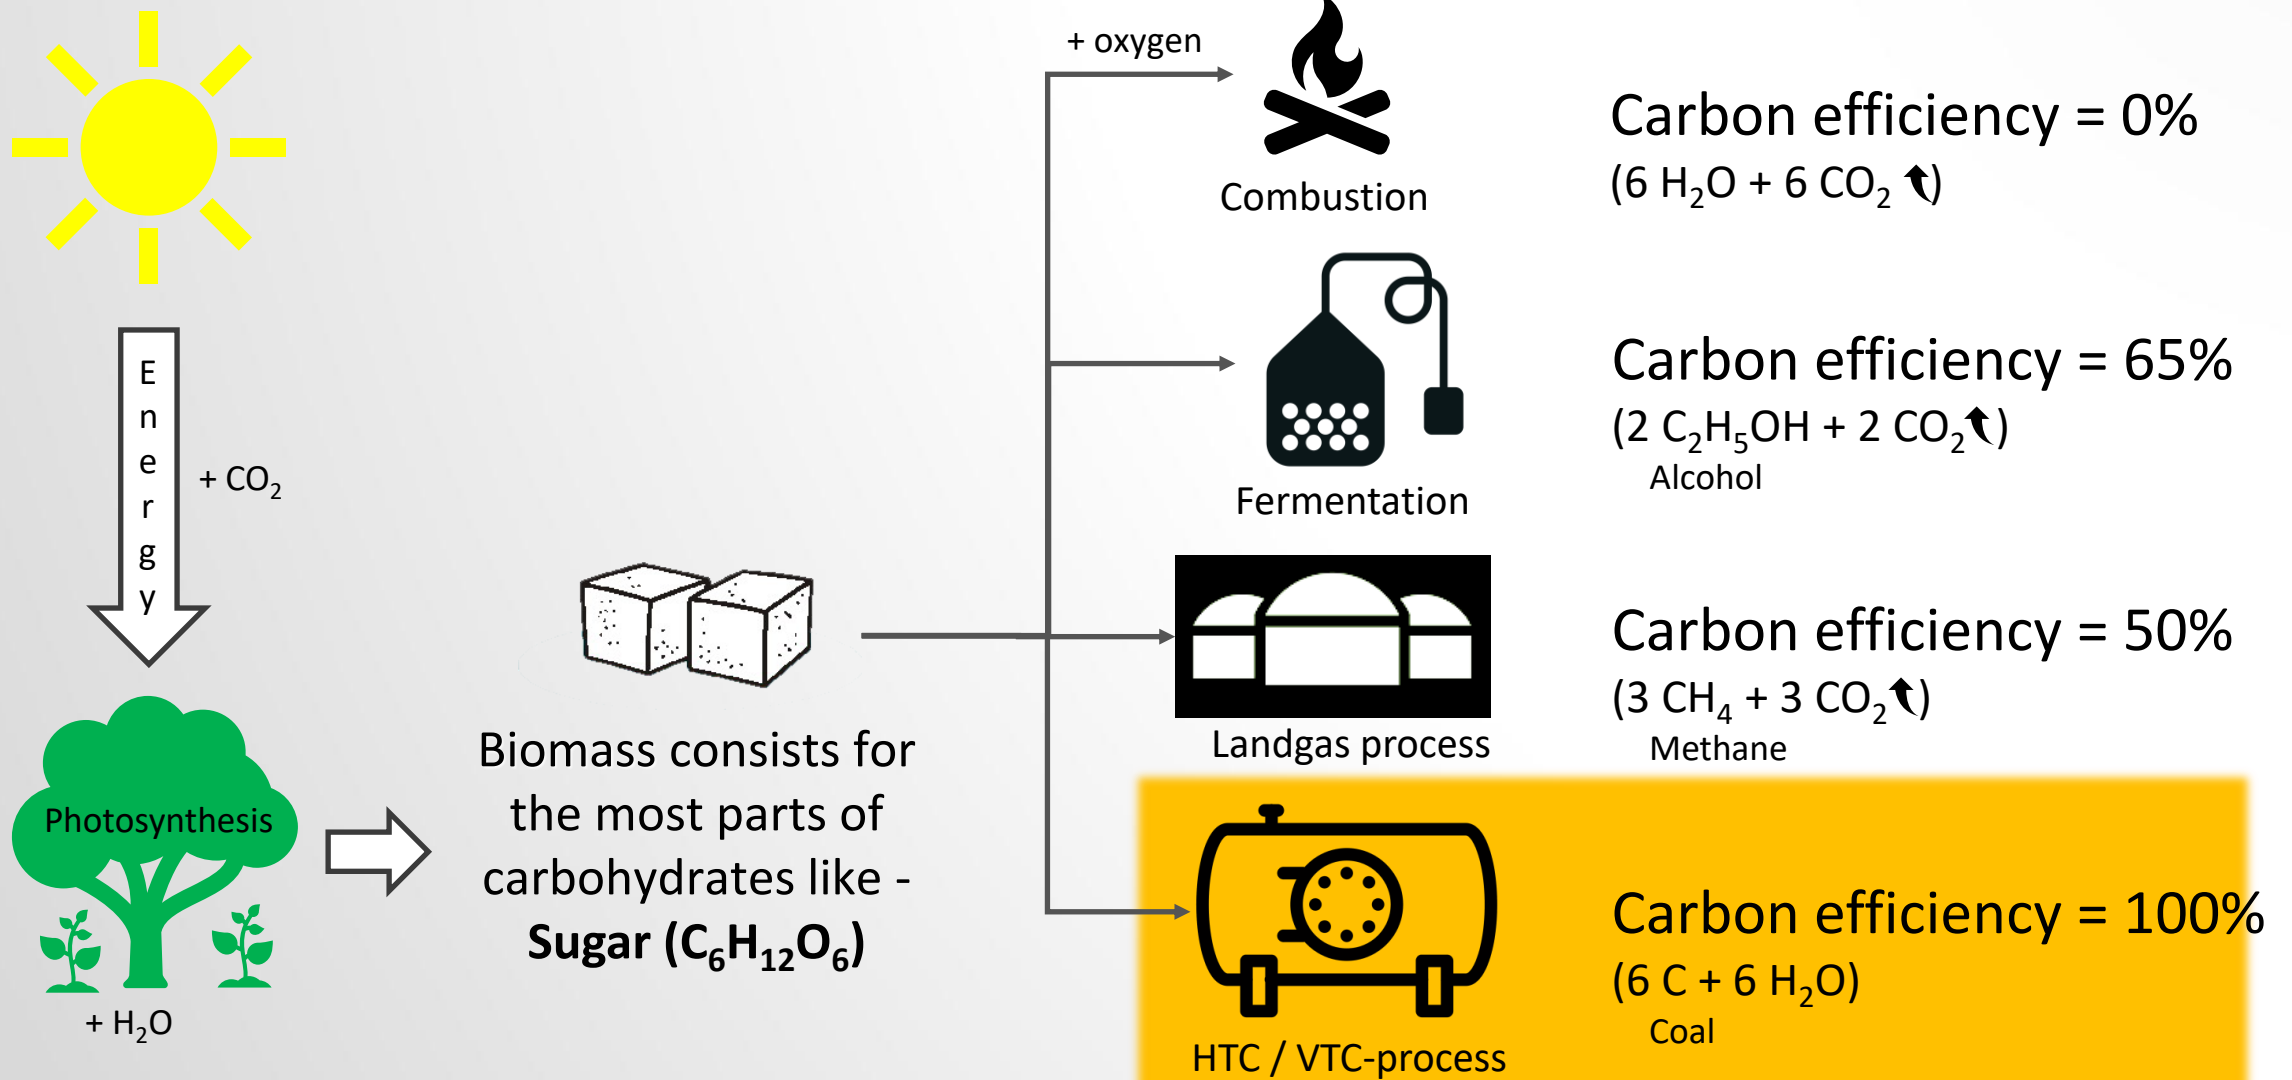 E
n
e
r
g
y
+ CO₂
Photosynthesis
+ H₂O
Biomass consists for
the most parts of
carbohydrates like -
Sugar (C₆H₁₂O₆)
+ oxygen
Combustion
Carbon efficiency = 0%
(6 H₂O + 6 CO₂ ⬆)
Fermentation
Carbon efficiency = 65%
(2 C₂H₅OH + 2 CO₂⬆)
Alcohol
Landgas process
Carbon efficiency = 50%
(3 CH₄ + 3 CO₂⬆)
Methane
HTC / VTC-process
Carbon efficiency = 100%
(6 C + 6 H₂O)
Coal